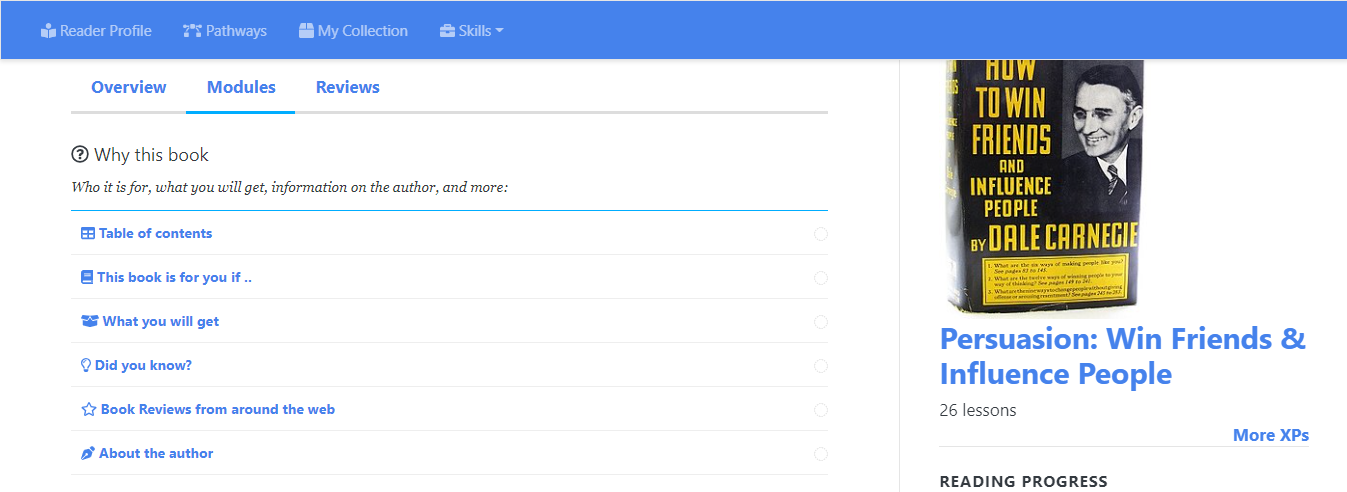 Reader Profile
Pathways
My Collection
Skills
Overview
Modules
Reviews
Why this book
Who it is for, what you will get, information on the author, and more:
Table of contents
This book is for you if ..
What you will get
Did you know?
Book Reviews from around the web
About the author
HOW
TO WIN
FRIENDS
AND
INFLUENCE
PEOPLE
BY DALE CARNEGIE
1. What are the six ways of making people like you?
See pages 83 to 143.
2. What are the twelve ways of winning people to your
way of thinking? See pages 149 to
3. What are the nine ways to change people without giving
offense or arousing resentment? See pages
Persuasion: Win Friends &
Influence People
26 lessons
More XPs
READING PROGRESS